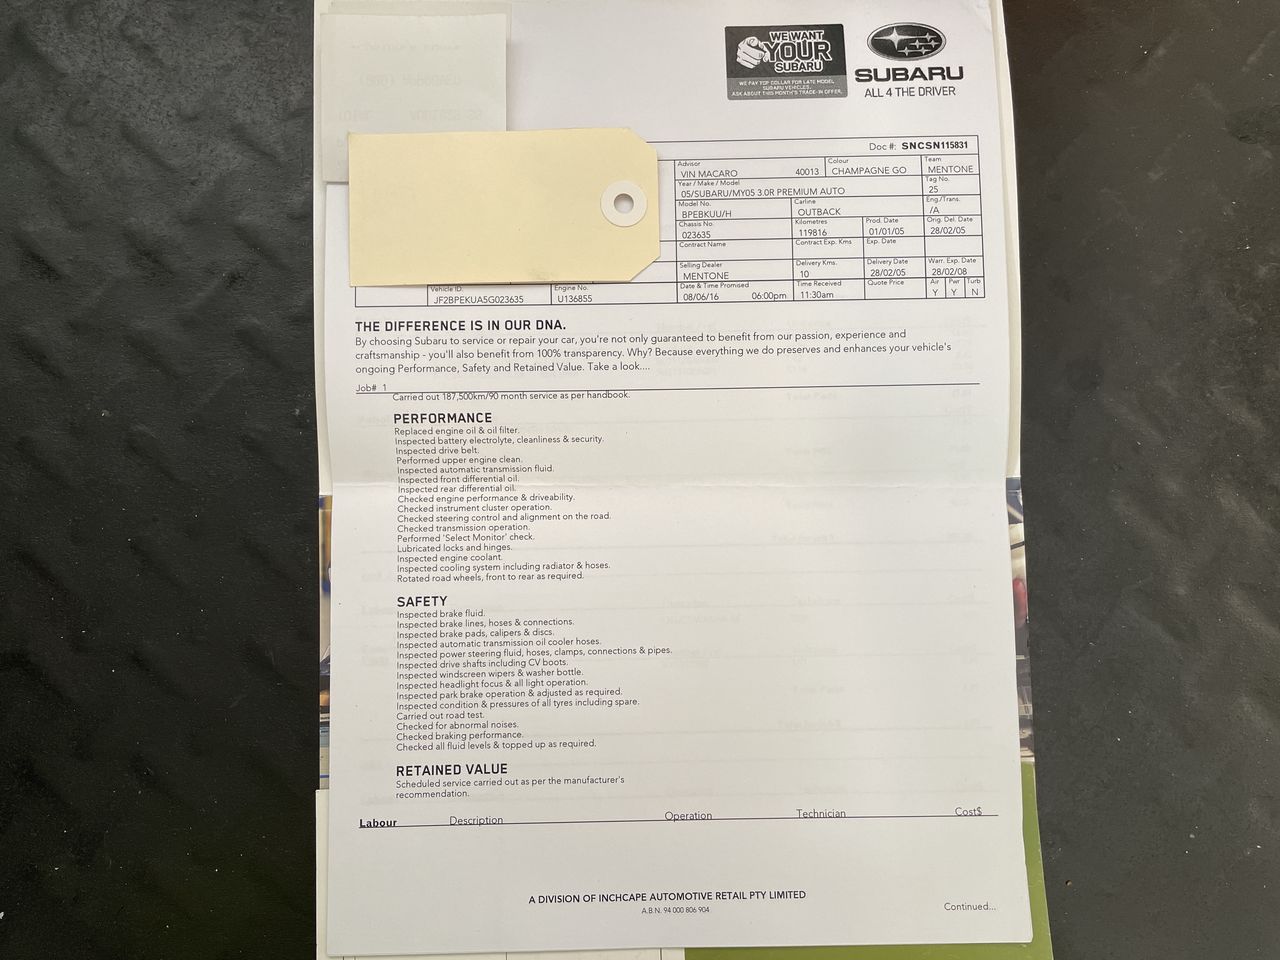 WE WANT
YOUR
SUBARU
WE PAY TOP DOLLAR FOR LATE MODEL
SUBARU VEHICLES.
ASK ABOUT THIS MONTH'S TRADE-IN OFFER.
SUBARU
ALL 4 THE DRIVER
Doc #: SNCSN115831
Advisor Colour Team
VIN MACARO 40013 CHAMPAGNE GO MENTONE
Year / Make / Model Tag No.
05/SUBARU/MY05 3.0R PREMIUM AUTO 25
Model No. Carline Eng./Trans.
BPEBKUU/H OUTBACK /A
Chassis No. Kilometres Prod. Date Orig. Del. Date
023635 119816 01/01/05 28/02/05
Contract Name Contract Exp. Kms Exp. Date
Selling Dealer Delivery Kms. Delivery Date Warr. Exp. Date
MENTONE 10 28/02/05 28/02/08
Vehicle ID. Engine No. Date & Time Promised Time Received Quote Price Air Pwr Turb
JF2BPEKUA5G023635 U136855 08/06/16 06:00pm 11:30am Y Y N
THE DIFFERENCE IS IN OUR DNA.
By choosing Subaru to service or repair your car, you're not only guaranteed to benefit from our passion, experience and
craftsmanship - you'll also benefit from 100% transparency. Why? Because everything we do preserves and enhances your vehicle's
ongoing Performance, Safety and Retained Value. Take a look....
Job# 1
Carried out 187,500km/90 month service as per handbook.
PERFORMANCE
Replaced engine oil & oil filter.
Inspected battery electrolyte, cleanliness & security.
Inspected drive belt.
Performed upper engine clean.
Inspected automatic transmission fluid.
Inspected front differential oil.
Inspected rear differential oil.
Checked engine performance & driveability.
Checked instrument cluster operation.
Checked steering control and alignment on the road.
Checked transmission operation.
Performed 'Select Monitor' check.
Lubricated locks and hinges.
Inspected engine coolant.
Inspected cooling system including radiator & hoses.
Rotated road wheels, front to rear as required.
SAFETY
Inspected brake fluid.
Inspected brake lines, hoses & connections.
Inspected brake pads, calipers & discs.
Inspected automatic transmission oil cooler hoses.
Inspected power steering fluid, hoses, clamps, connections & pipes.
Inspected drive shafts including CV boots.
Inspected windscreen wipers & washer bottle.
Inspected headlight focus & all light operation.
Inspected park brake operation & adjusted as required.
Inspected condition & pressures of all tyres including spare.
Carried out road test.
Checked for abnormal noises.
Checked braking performance.
Checked all fluid levels & topped up as required.
RETAINED VALUE
Scheduled service carried out as per the manufacturer's
recommendation.
Labour Description Operation Technician Cost$
A DIVISION OF INCHCAPE AUTOMOTIVE RETAIL PTY LIMITED
A.B.N. 94 000 806 904
Continued...